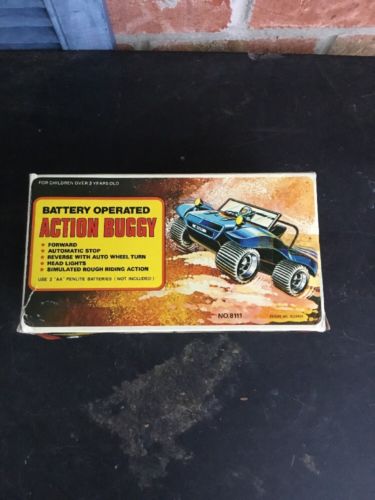 FOR CHILDREN OVER 3 YEARS OLD
BATTERY OPERATED
ACTION BUGGY
★ FORWARD
★ AUTOMATIC STOP
★ REVERSE WITH AUTO WHEEL TURN
★ HEAD LIGHTS
★ SIMULATED ROUGH RIDING ACTION
USE 2 "AA" PENLITE BATTERIES (NOT INCLUDED)
NO.8111